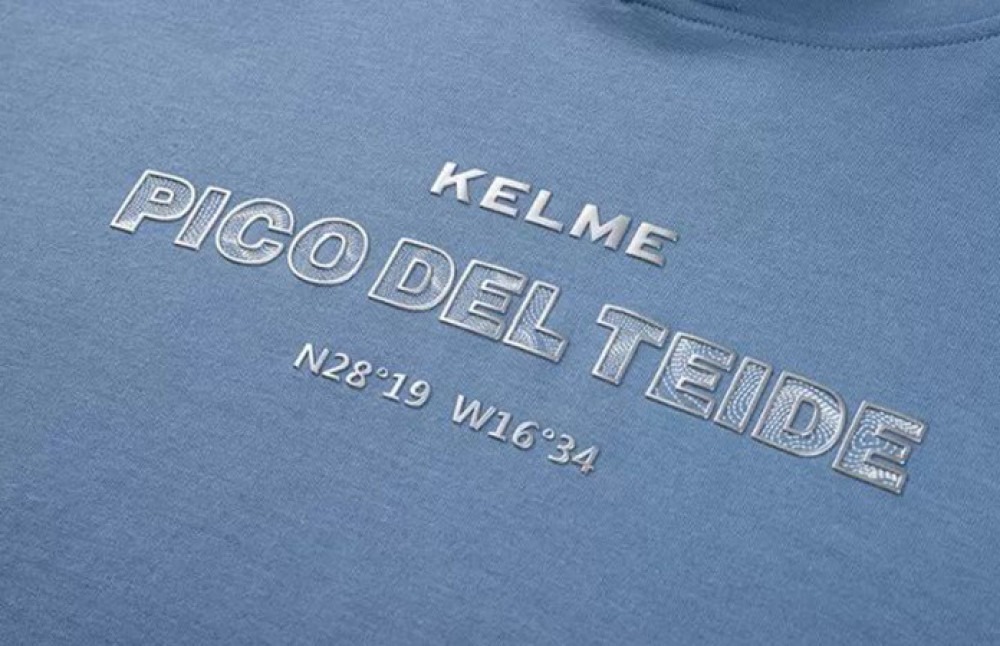 KELME
PICO DEL TEIDE
N28°19 W16°34